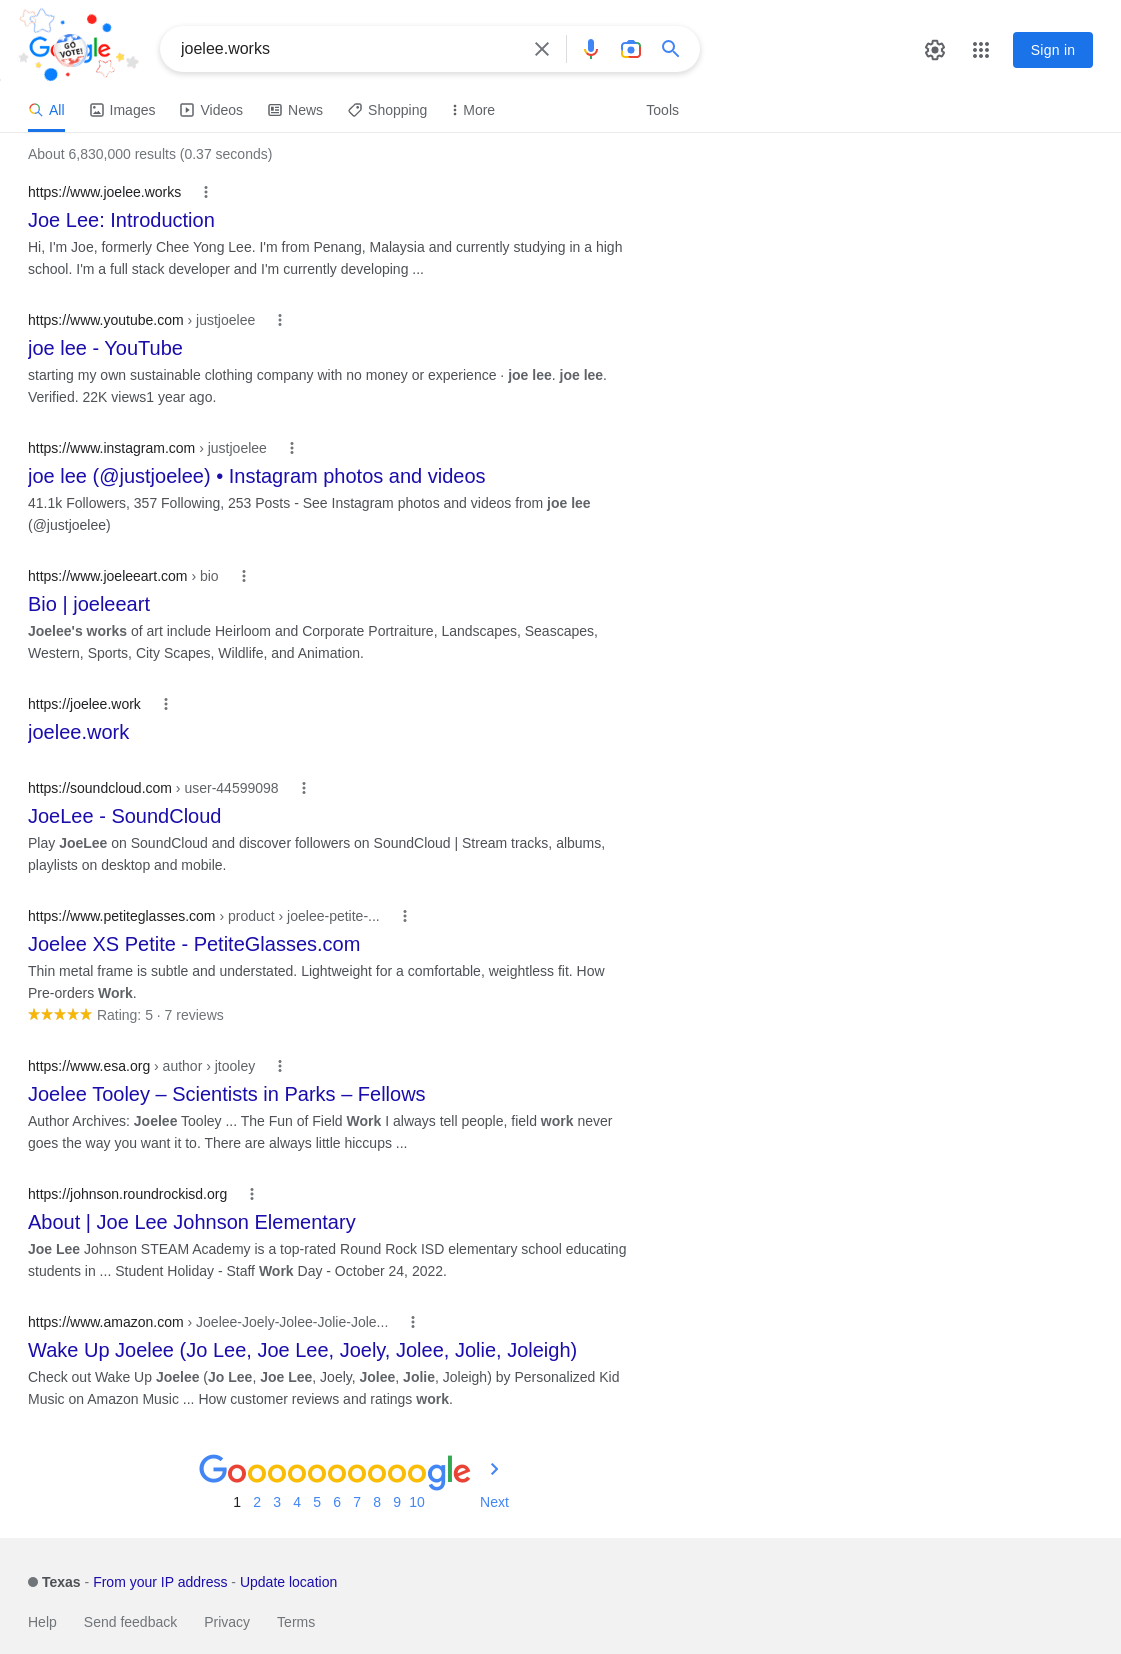 Google
GO VOTE!
joelee.works
Sign in
All Images Videos News Shopping More Tools
About 6,830,000 results (0.37 seconds)
https://www.joelee.works
Joe Lee: Introduction
Hi, I'm Joe, formerly Chee Yong Lee. I'm from Penang, Malaysia and currently studying in a high
school. I'm a full stack developer and I'm currently developing ...
https://www.youtube.com › justjoelee
joe lee - YouTube
starting my own sustainable clothing company with no money or experience · joe lee. joe lee.
Verified. 22K views1 year ago.
https://www.instagram.com › justjoelee
joe lee (@justjoelee) • Instagram photos and videos
41.1k Followers, 357 Following, 253 Posts - See Instagram photos and videos from joe lee
(@justjoelee)
https://www.joeleeart.com › bio
Bio | joeleeart
Joelee's works of art include Heirloom and Corporate Portraiture, Landscapes, Seascapes,
Western, Sports, City Scapes, Wildlife, and Animation.
https://joelee.work
joelee.work
https://soundcloud.com › user-44599098
JoeLee - SoundCloud
Play JoeLee on SoundCloud and discover followers on SoundCloud | Stream tracks, albums,
playlists on desktop and mobile.
https://www.petiteglasses.com › product › joelee-petite-...
Joelee XS Petite - PetiteGlasses.com
Thin metal frame is subtle and understated. Lightweight for a comfortable, weightless fit. How
Pre-orders Work.
Rating: 5 · 7 reviews
https://www.esa.org › author › jtooley
Joelee Tooley – Scientists in Parks – Fellows
Author Archives: Joelee Tooley ... The Fun of Field Work I always tell people, field work never
goes the way you want it to. There are always little hiccups ...
https://johnson.roundrockisd.org
About | Joe Lee Johnson Elementary
Joe Lee Johnson STEAM Academy is a top-rated Round Rock ISD elementary school educating
students in ... Student Holiday - Staff Work Day - October 24, 2022.
https://www.amazon.com › Joelee-Joely-Jolee-Jolie-Jole...
Wake Up Joelee (Jo Lee, Joe Lee, Joely, Jolee, Jolie, Joleigh)
Check out Wake Up Joelee (Jo Lee, Joe Lee, Joely, Jolee, Jolie, Joleigh) by Personalized Kid
Music on Amazon Music ... How customer reviews and ratings work.
Goooooooooogle
1 2 3 4 5 6 7 8 9 10 Next
Texas - From your IP address - Update location
Help Send feedback Privacy Terms